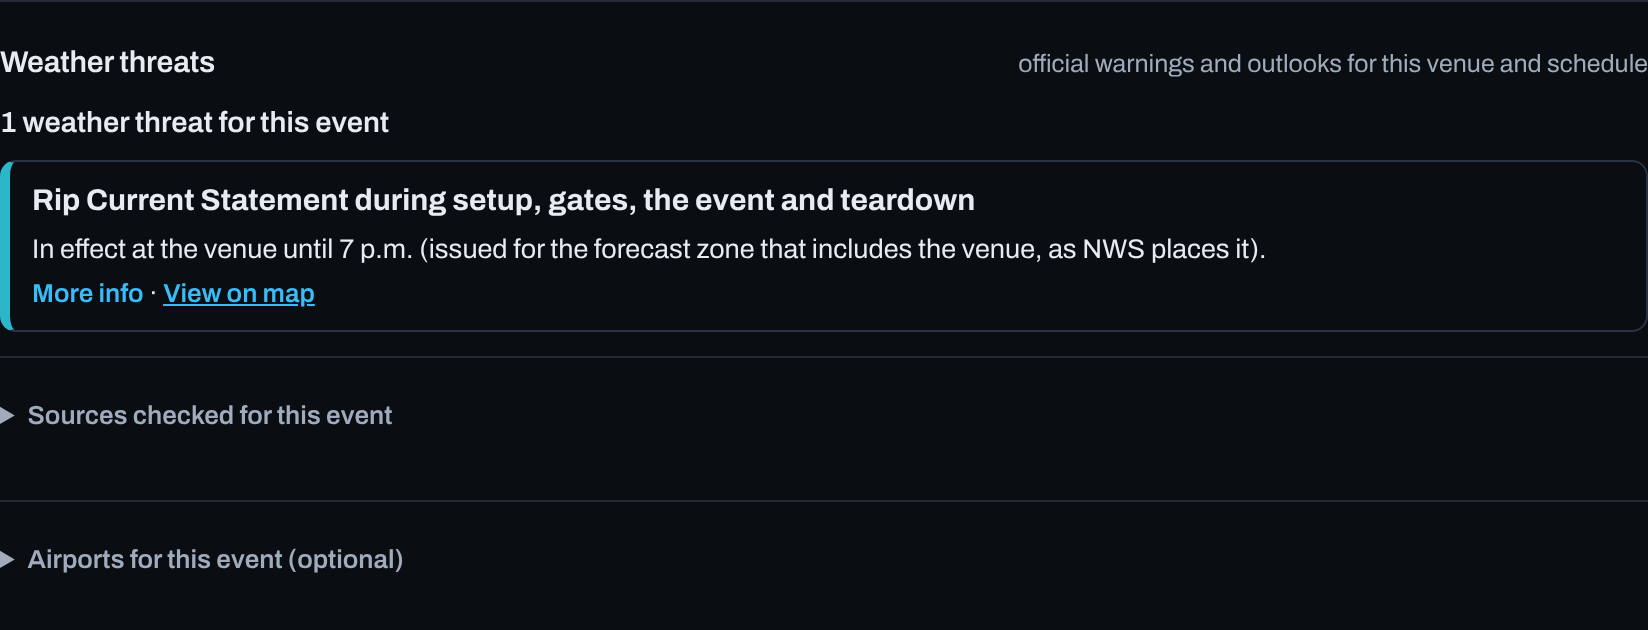 Weather threats
official warnings and outlooks for this venue and schedule
1 weather threat for this event
Rip Current Statement during setup, gates, the event and teardown
In effect at the venue until 7 p.m. (issued for the forecast zone that includes the venue, as NWS places it).
More info · View on map
Sources checked for this event
Airports for this event (optional)